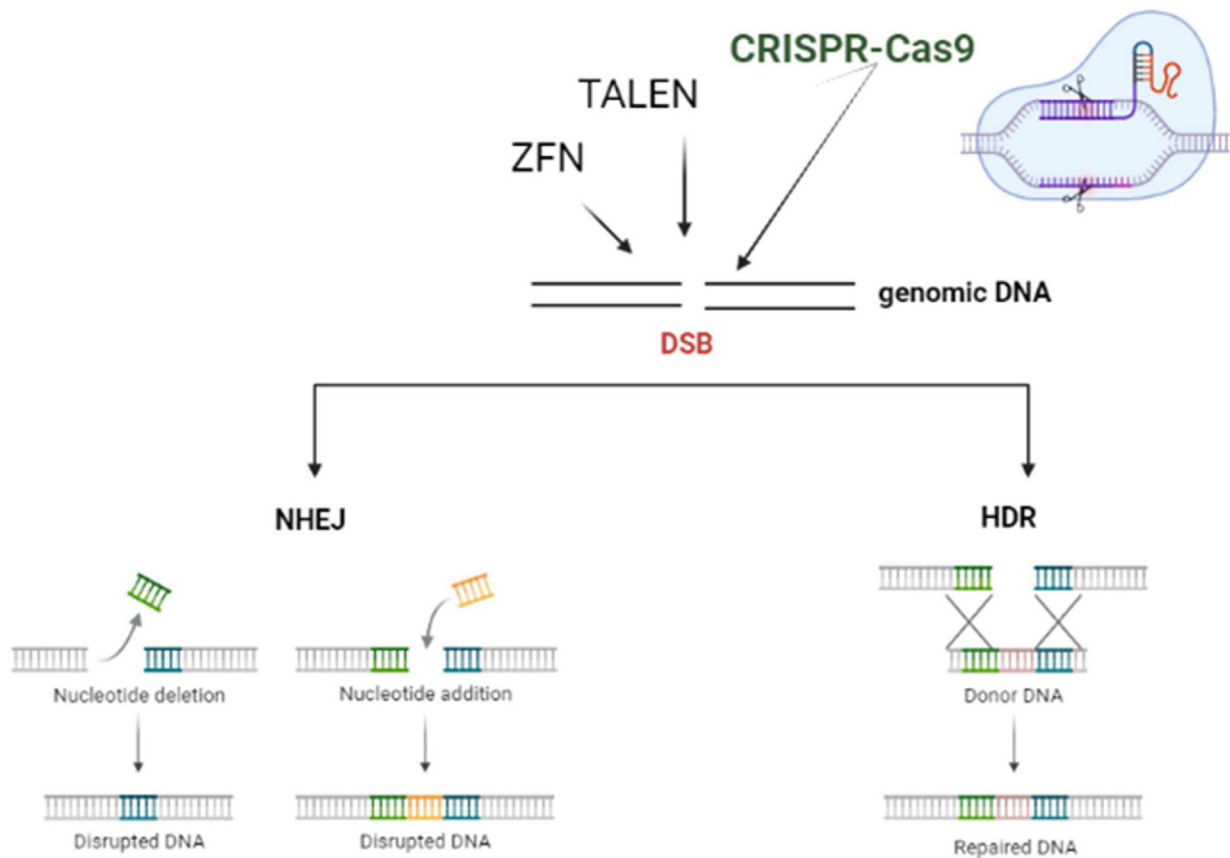 CRISPR-Cas9
TALEN
ZFN
genomic DNA
DSB
NHEJ
HDR
Nucleotide deletion
Nucleotide addition
Donor DNA
Disrupted DNA
Disrupted DNA
Repaired DNA